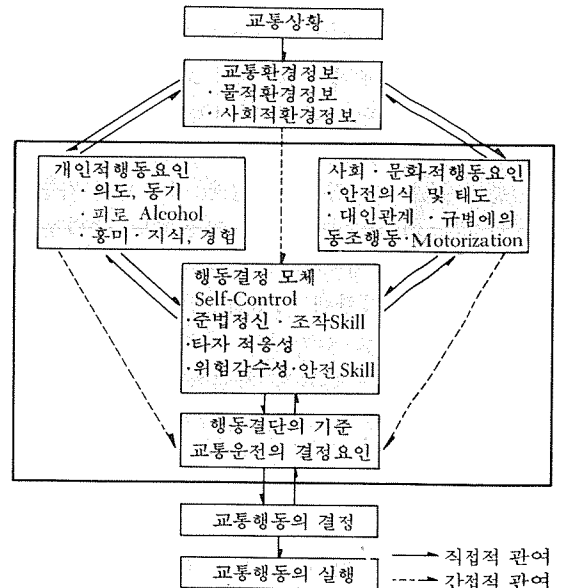 교통상황
교통환경정보
· 물적환경정보
· 사회적환경정보
개인적행동요인
· 의도, 동기
· 피로 Alcohol
· 흥미 · 지식, 경험
사회 · 문화적행동요인
· 안전의식 및 태도
· 대인관계 · 규범에의
동조행동 · Motorization
행동결정 모체
Self-Control
· 준법정신 · 조작Skill
· 타자 적응성
· 위험감수성 · 안전 Skill
행동결단의 기준
교통운전의 결정요인
교통행동의 결정
교통행동의 실행
직접적 관여
간접적 관여